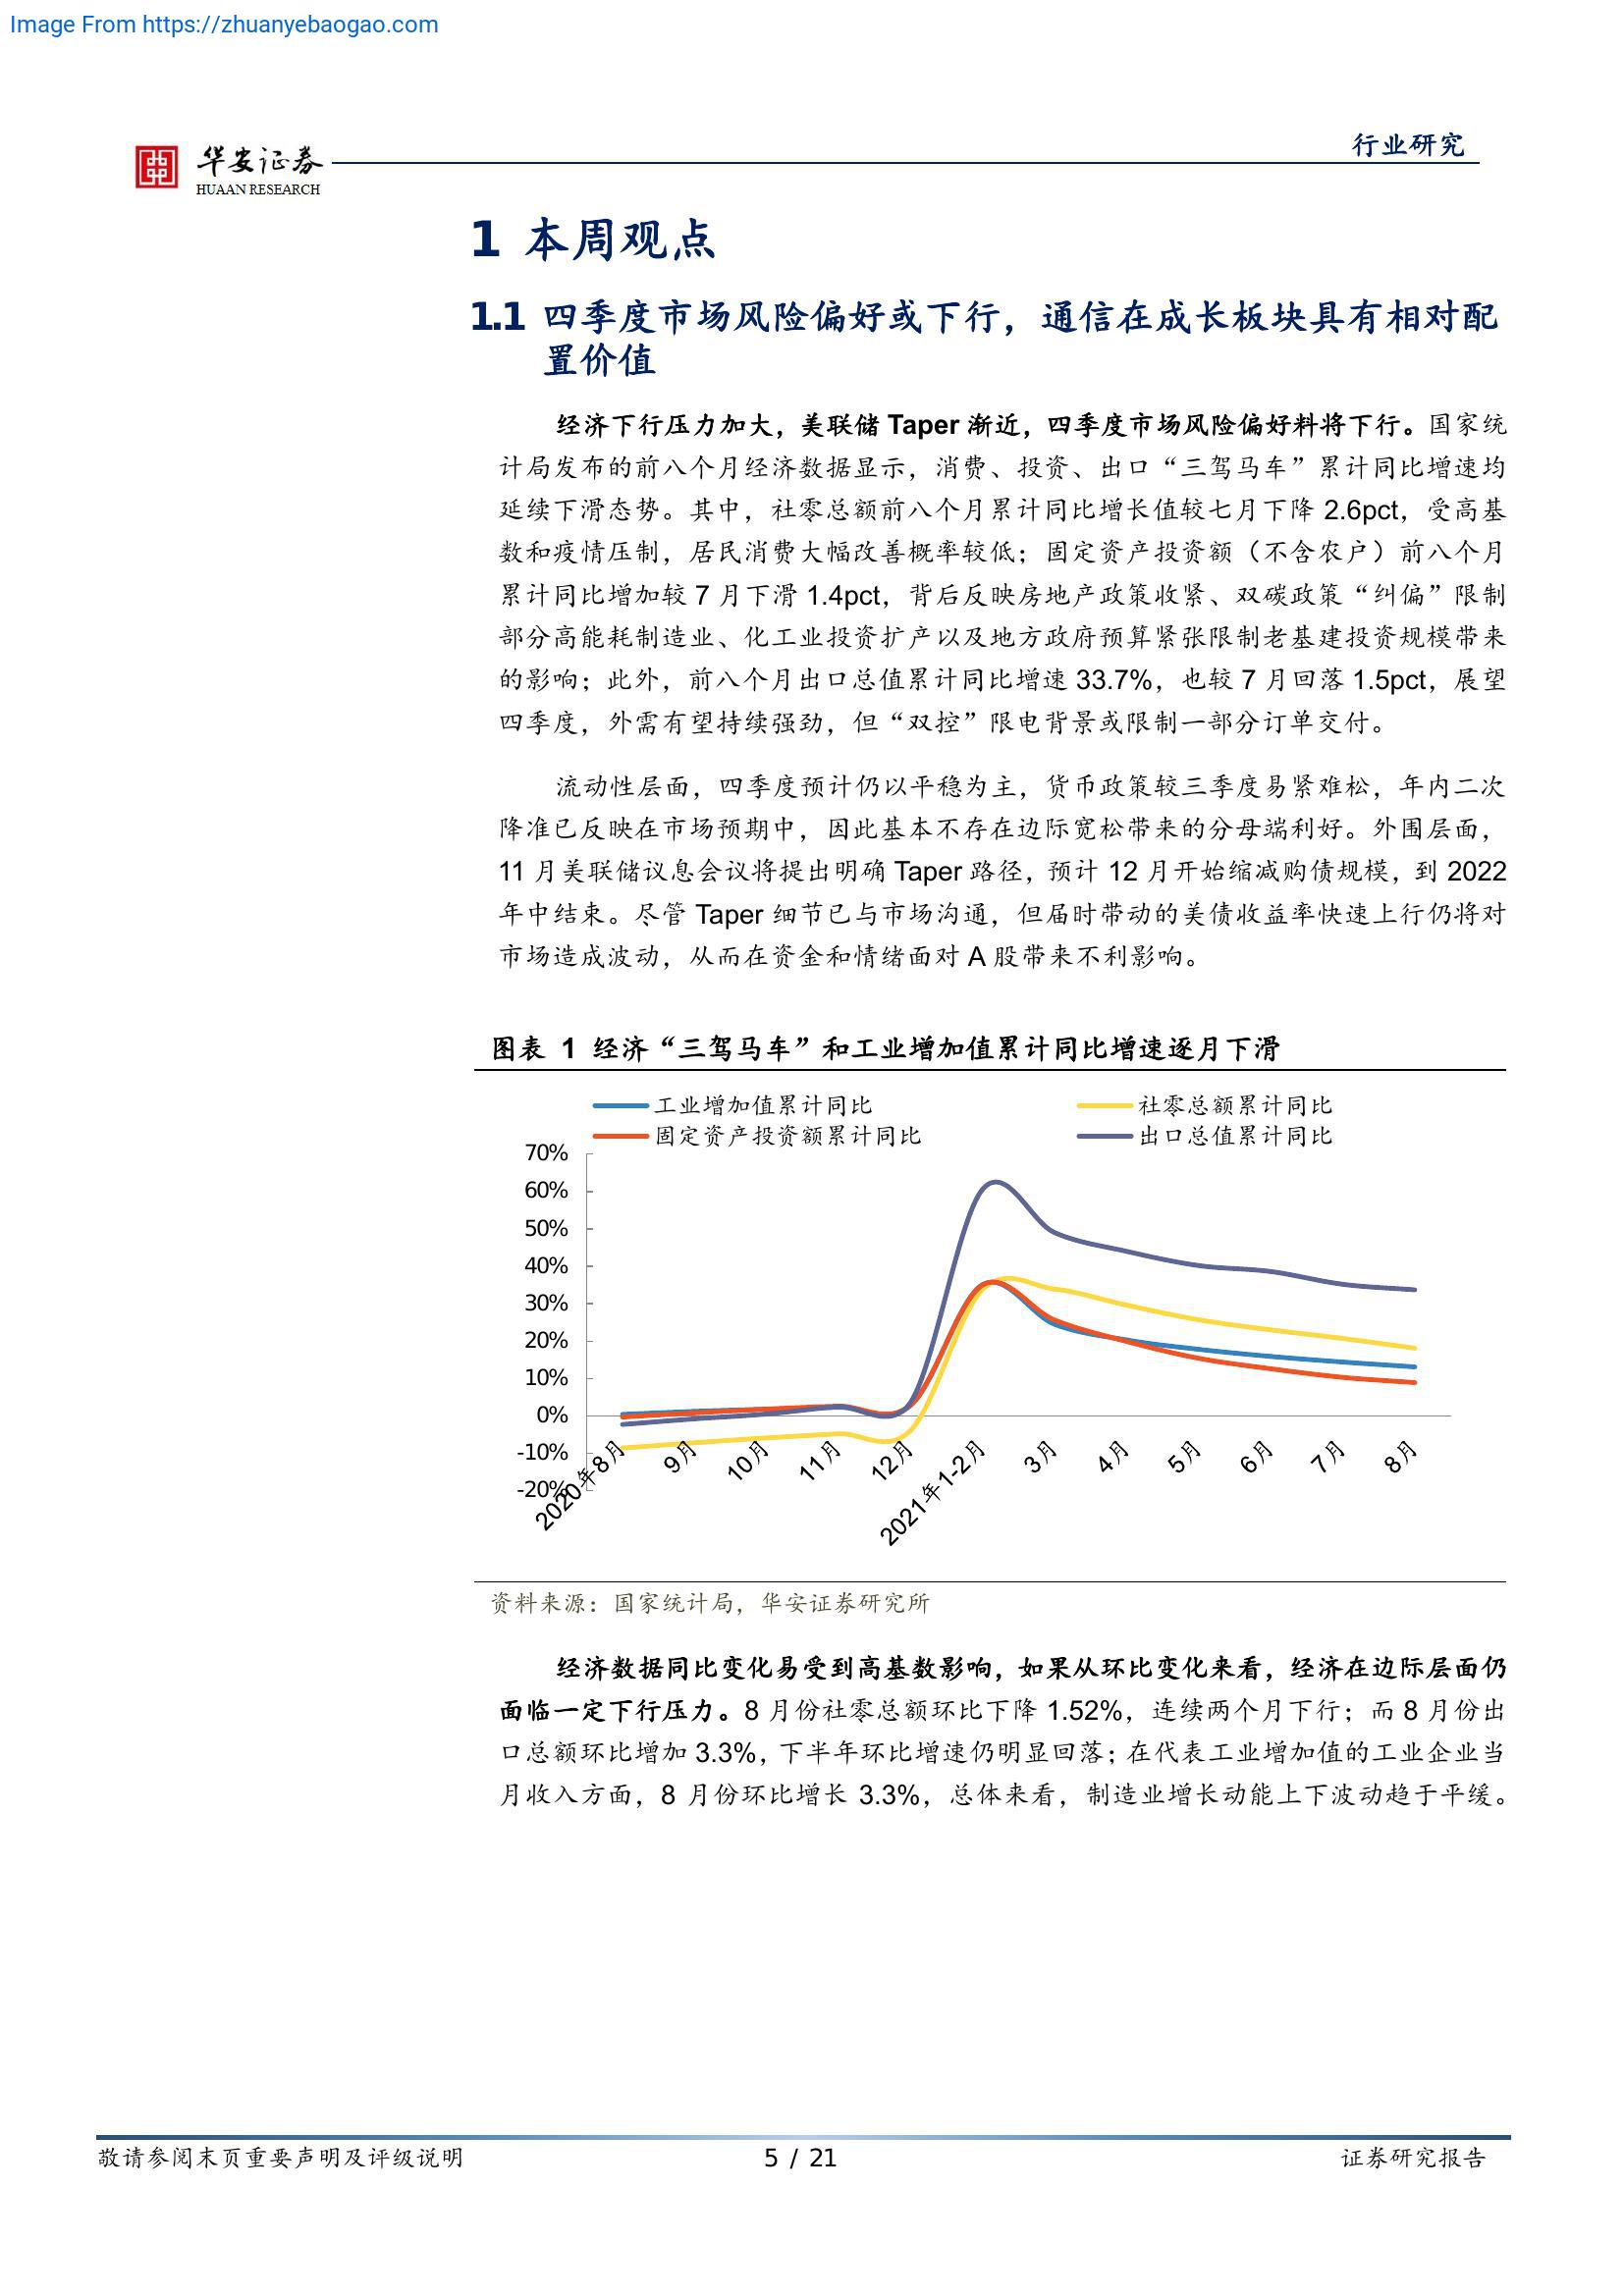 Image From https://zhuanyebaogao.com
华安证券
HUAAN RESEARCH
行业研究
1 本周观点
1.1 四季度市场风险偏好或下行，通信在成长板块具有相对配
置价值
经济下行压力加大，美联储 Taper 渐近，四季度市场风险偏好料将下行。国家统
计局发布的前八个月经济数据显示，消费、投资、出口“三驾马车”累计同比增速均
延续下滑态势。其中，社零总额前八个月累计同比增长值较七月下降 2.6pct，受高基
数和疫情压制，居民消费大幅改善概率较低；固定资产投资额（不含农户）前八个月
累计同比增加较 7 月下滑 1.4pct，背后反映房地产政策收紧、双碳政策“纠偏”限制
部分高能耗制造业、化工业投资扩产以及地方政府预算紧张限制老基建投资规模带来
的影响；此外，前八个月出口总值累计同比增速 33.7%，也较 7 月回落 1.5pct，展望
四季度，外需有望持续强劲，但“双控”限电背景或限制一部分订单交付。
流动性层面，四季度预计仍以平稳为主，货币政策较三季度易紧难松，年内二次
降准已反映在市场预期中，因此基本不存在边际宽松带来的分母端利好。外围层面，
11 月美联储议息会议将提出明确 Taper 路径，预计 12 月开始缩减购债规模，到 2022
年中结束。尽管 Taper 细节已与市场沟通，但届时带动的美债收益率快速上行仍将对
市场造成波动，从而在资金和情绪面对 A 股带来不利影响。
图表 1 经济“三驾马车”和工业增加值累计同比增速逐月下滑
工业增加值累计同比
社零总额累计同比
固定资产投资额累计同比
出口总值累计同比
70%
60%
50%
40%
30%
20%
10%
0%
-10%
-20%
2020年8月
9月
10月
11月
12月
2021年1-2月
3月
4月
5月
6月
7月
8月
资料来源：国家统计局，华安证券研究所
经济数据同比变化易受到高基数影响，如果从环比变化来看，经济在边际层面仍
面临一定下行压力。8 月份社零总额环比下降 1.52%，连续两个月下行；而 8 月份出
口总额环比增加 3.3%，下半年环比增速仍明显回落；在代表工业增加值的工业企业当
月收入方面，8 月份环比增长 3.3%，总体来看，制造业增长动能上下波动趋于平缓。
敬请参阅末页重要声明及评级说明
5 / 21
证券研究报告